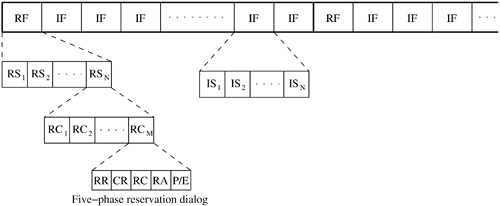 RF IF IF IF · · · · · · · · · IF IF RF IF IF IF · · · ·
RS1 RS2 · · · · · RSN
IS1 IS2 · · · · ISN
RC1 RC2 · · · · RCM
RR CR RC RA P/E
Five−phase reservation dialog